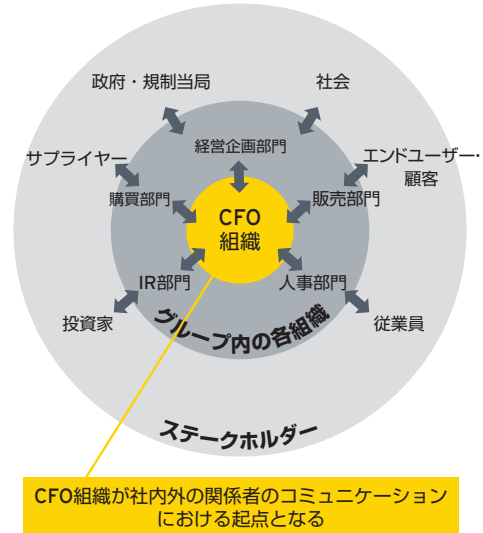 政府・規制当局
社会
経営企画部門
サプライヤー
エンドユーザー・
顧客
購買部門
販売部門
CFO
組織
IR部門
人事部門
投資家
従業員
グループ内の各組織
ステークホルダー
CFO組織が社内外の関係者のコミュニケーション
における起点となる